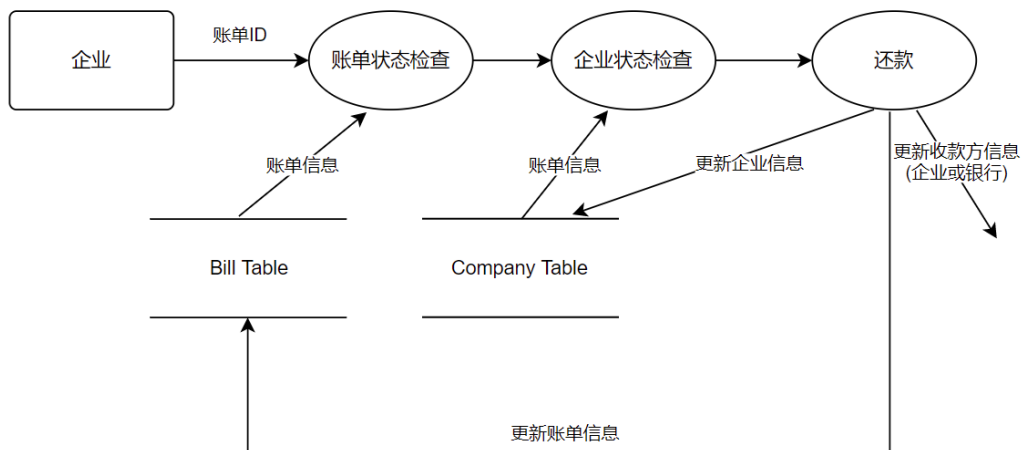 账单ID
企业
账单状态检查
企业状态检查
还款
账单信息
账单信息
更新企业信息
更新收款方信息
(企业或银行)
Bill Table
Company Table
更新账单信息